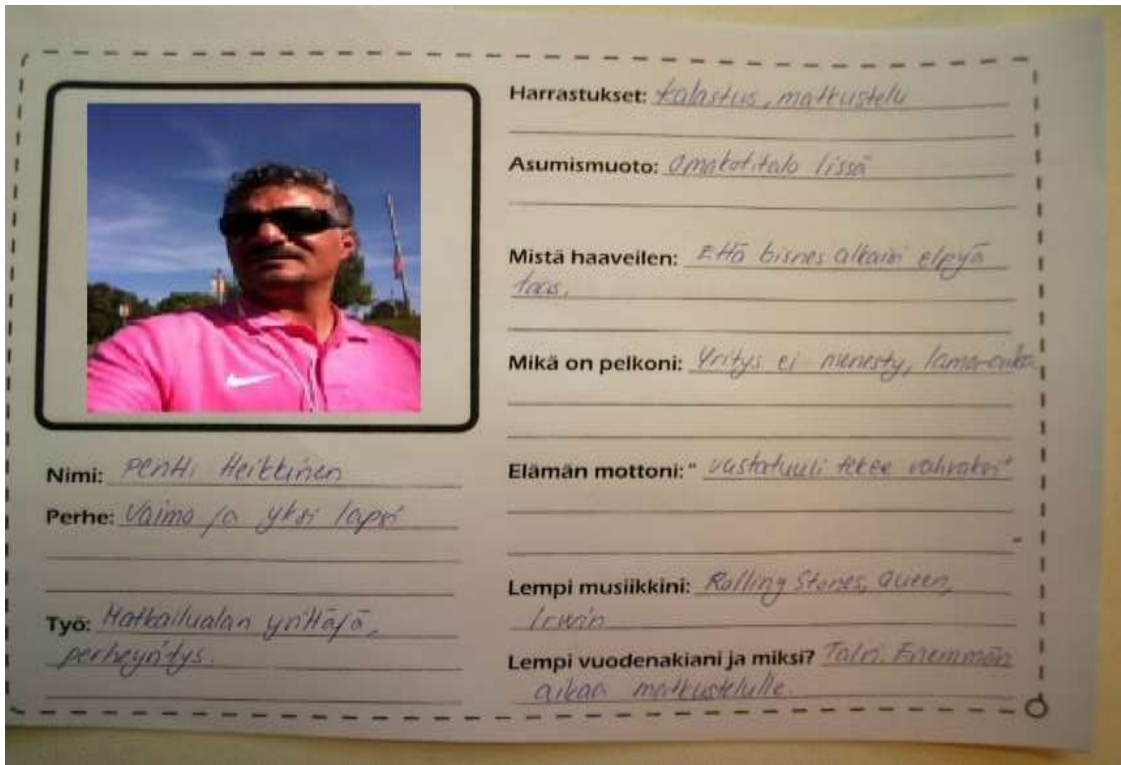 Nimi: Pentti Heikkinen
Perhe: Vaimo ja yksi lapsi
Työ: Matkailualan yrittäjä,
perheyritys.
Harrastukset: Kalastus, matkustelu
Asumismuoto: Omakotitalo Iissä
Mistä haaveilen: Että bisnes alkaisi elpyä
taas.
Mikä on pelkoni: Yritys ei menesty, lama-aika
Elämän mottoni: " vastatuuli tekee vahvaksi"
Lempi musiikkini: Rolling Stones, Queen,
Irwin
Lempi vuodenakiani ja miksi? Talvi. Enemmän
aikaa matkustelulle.